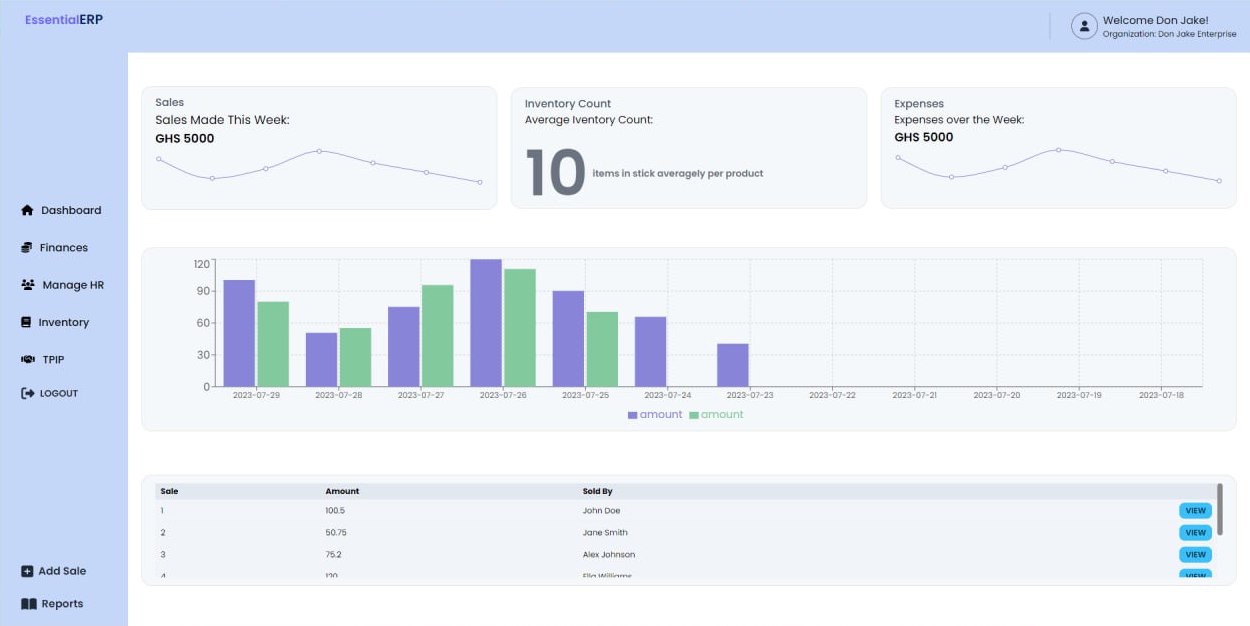 EssentialERP
Welcome Don Jake!
Organization: Don Jake Enterprise
Dashboard
Finances
Manage HR
Inventory
TPIP
LOGOUT
Add Sale
Reports
Sales
Sales Made This Week:
GHS 5000
Inventory Count
Average Iventory Count:
10 items in stick averagely per product
Expenses
Expenses over the Week:
GHS 5000
120
90
60
30
0
2023-07-29 2023-07-28 2023-07-27 2023-07-26 2023-07-25 2023-07-24 2023-07-23 2023-07-22 2023-07-21 2023-07-20 2023-07-19 2023-07-18
amount amount
Sale Amount Sold By
1 100.5 John Doe VIEW
2 50.75 Jane Smith VIEW
3 75.2 Alex Johnson VIEW
4 120 Ella Williams VIEW